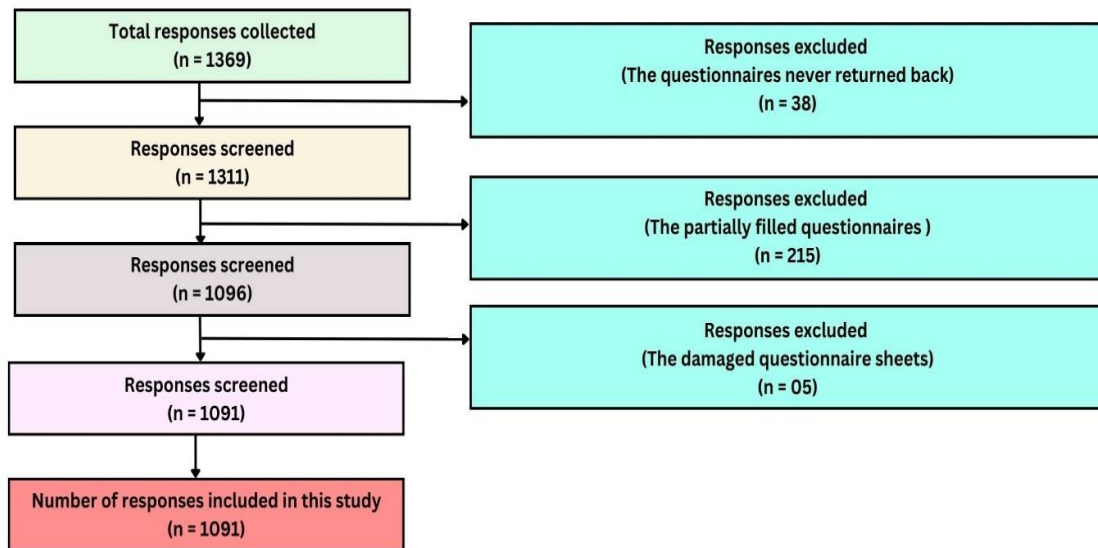 Total responses collected
(n = 1369)
Responses excluded
(The questionnaires never returned back)
(n = 38)
Responses screened
(n = 1311)
Responses excluded
(The partially filled questionnaires )
(n = 215)
Responses screened
(n = 1096)
Responses excluded
(The damaged questionnaire sheets)
(n = 05)
Responses screened
(n = 1091)
Number of responses included in this study
(n = 1091)